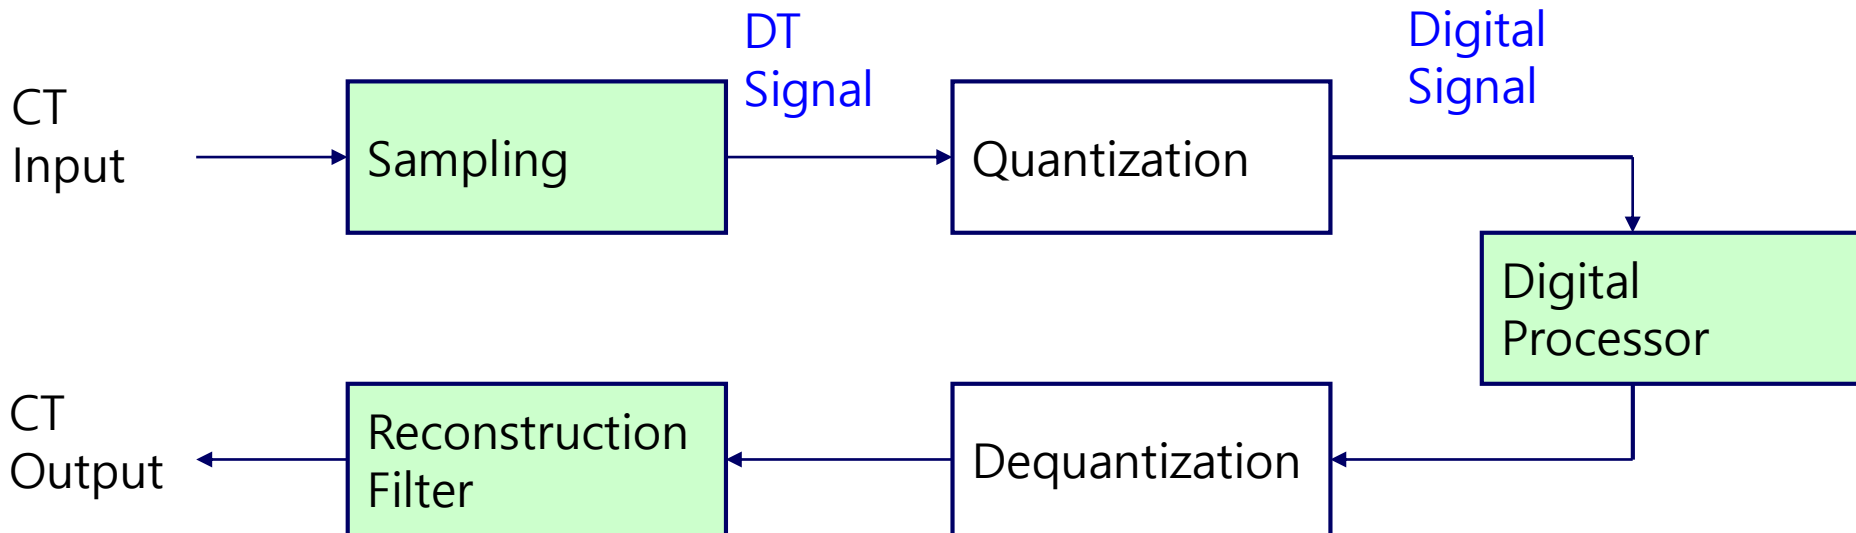 CT
Input
Sampling
DT
Signal
Quantization
Digital
Signal
Digital
Processor
CT
Output
Reconstruction
Filter
Dequantization